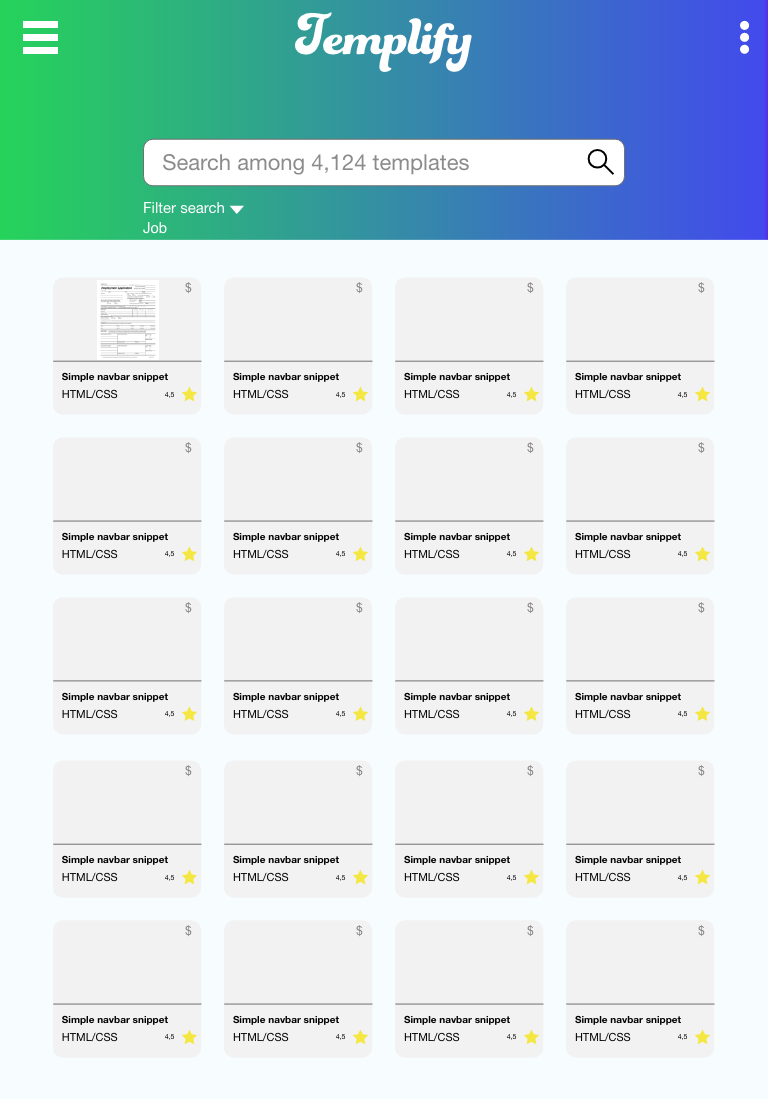 Templify
Search among 4,124 templates
Filter search
Job
Employment Application
$ $ $ $
Simple navbar snippet Simple navbar snippet Simple navbar snippet Simple navbar snippet
HTML/CSS 4,5 HTML/CSS 4,5 HTML/CSS 4,5 HTML/CSS 4,5
$ $ $ $
Simple navbar snippet Simple navbar snippet Simple navbar snippet Simple navbar snippet
HTML/CSS 4,5 HTML/CSS 4,5 HTML/CSS 4,5 HTML/CSS 4,5
$ $ $ $
Simple navbar snippet Simple navbar snippet Simple navbar snippet Simple navbar snippet
HTML/CSS 4,5 HTML/CSS 4,5 HTML/CSS 4,5 HTML/CSS 4,5
$ $ $ $
Simple navbar snippet Simple navbar snippet Simple navbar snippet Simple navbar snippet
HTML/CSS 4,5 HTML/CSS 4,5 HTML/CSS 4,5 HTML/CSS 4,5
$ $ $ $
Simple navbar snippet Simple navbar snippet Simple navbar snippet Simple navbar snippet
HTML/CSS 4,5 HTML/CSS 4,5 HTML/CSS 4,5 HTML/CSS 4,5